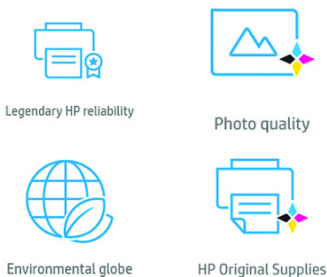 Legendary HP reliability
Photo quality
Environmental globe
HP Original Supplies